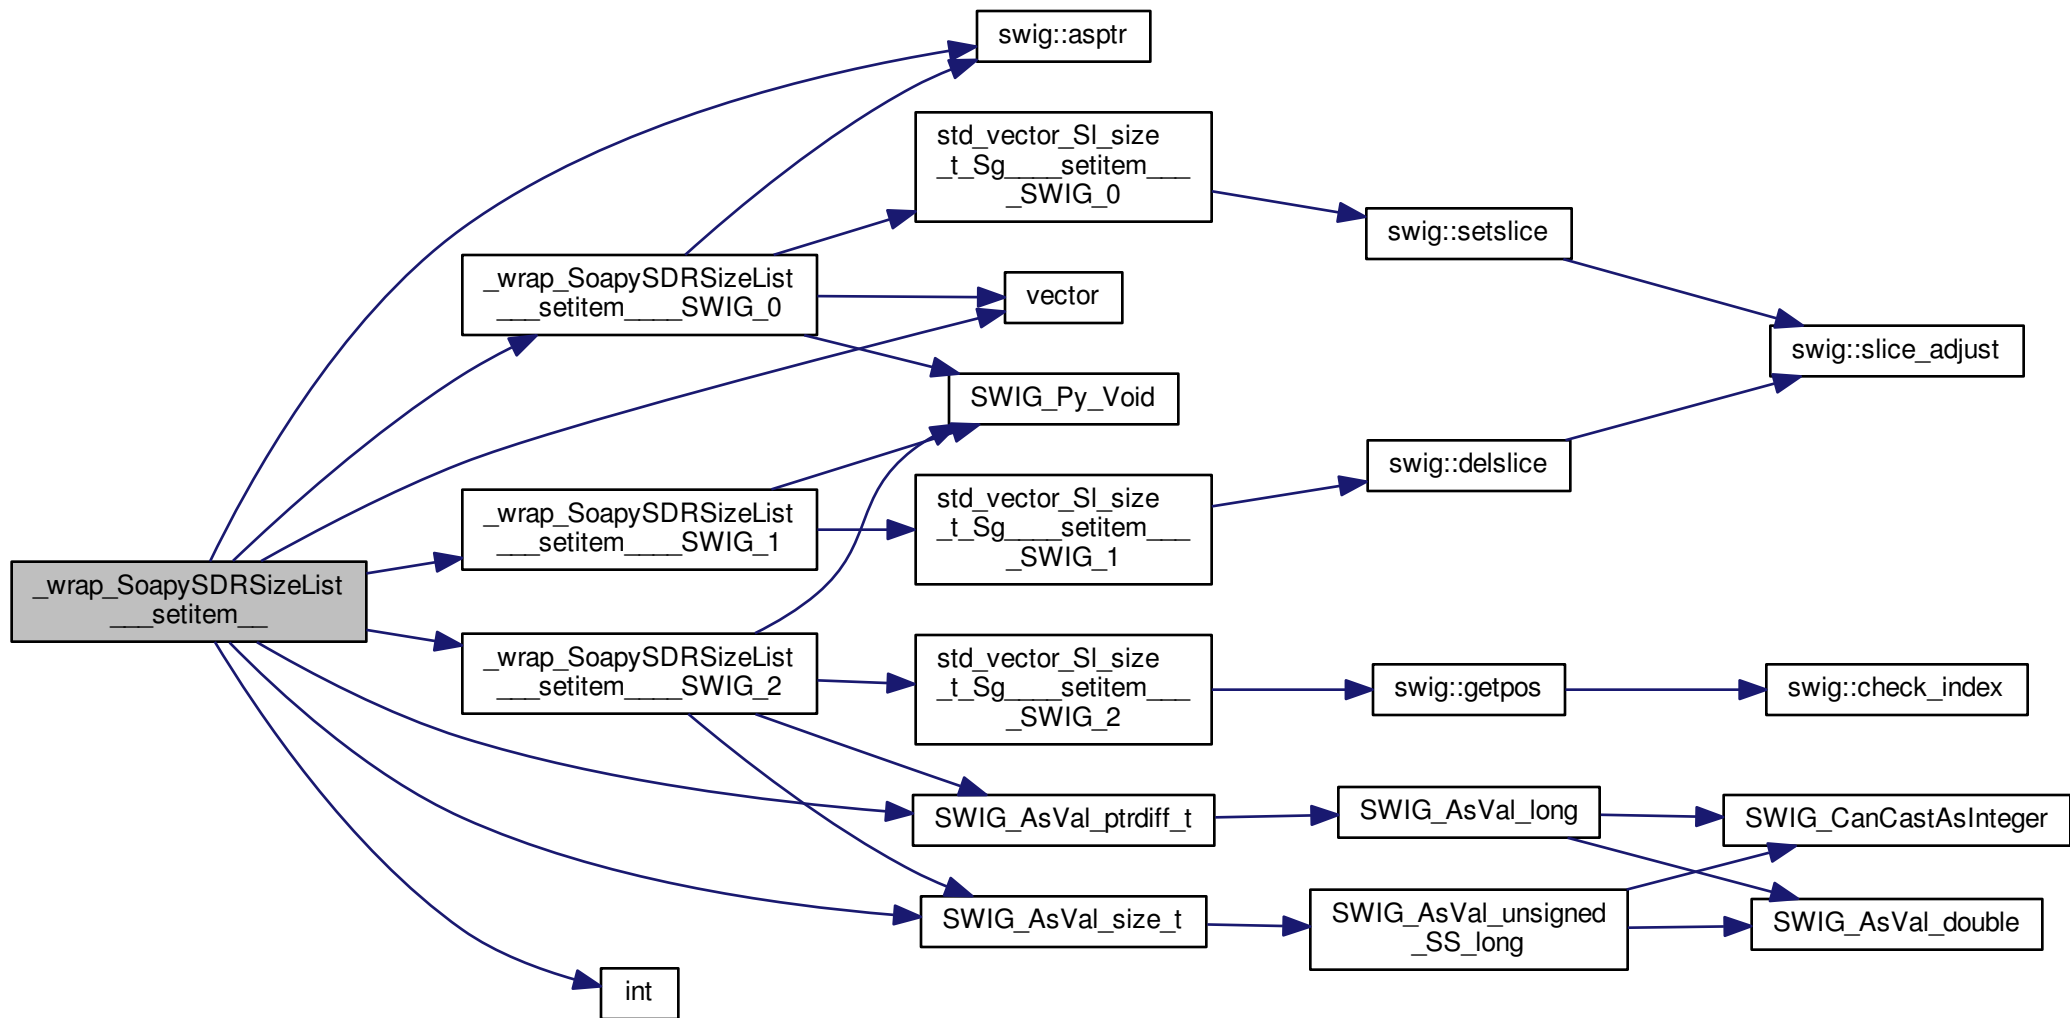 swig::asptr
std_vector_Sl_size
_t_Sg____setitem___
_SWIG_0
swig::setslice
_wrap_SoapySDRSizeList
___setitem____SWIG_0
vector
swig::slice_adjust
SWIG_Py_Void
swig::delslice
_wrap_SoapySDRSizeList
___setitem____SWIG_1
std_vector_Sl_size
_t_Sg____setitem___
_SWIG_1
_wrap_SoapySDRSizeList
___setitem__
_wrap_SoapySDRSizeList
___setitem____SWIG_2
std_vector_Sl_size
_t_Sg____setitem___
_SWIG_2
swig::getpos
swig::check_index
SWIG_AsVal_ptrdiff_t
SWIG_AsVal_long
SWIG_CanCastAsInteger
SWIG_AsVal_size_t
SWIG_AsVal_unsigned
_SS_long
SWIG_AsVal_double
int